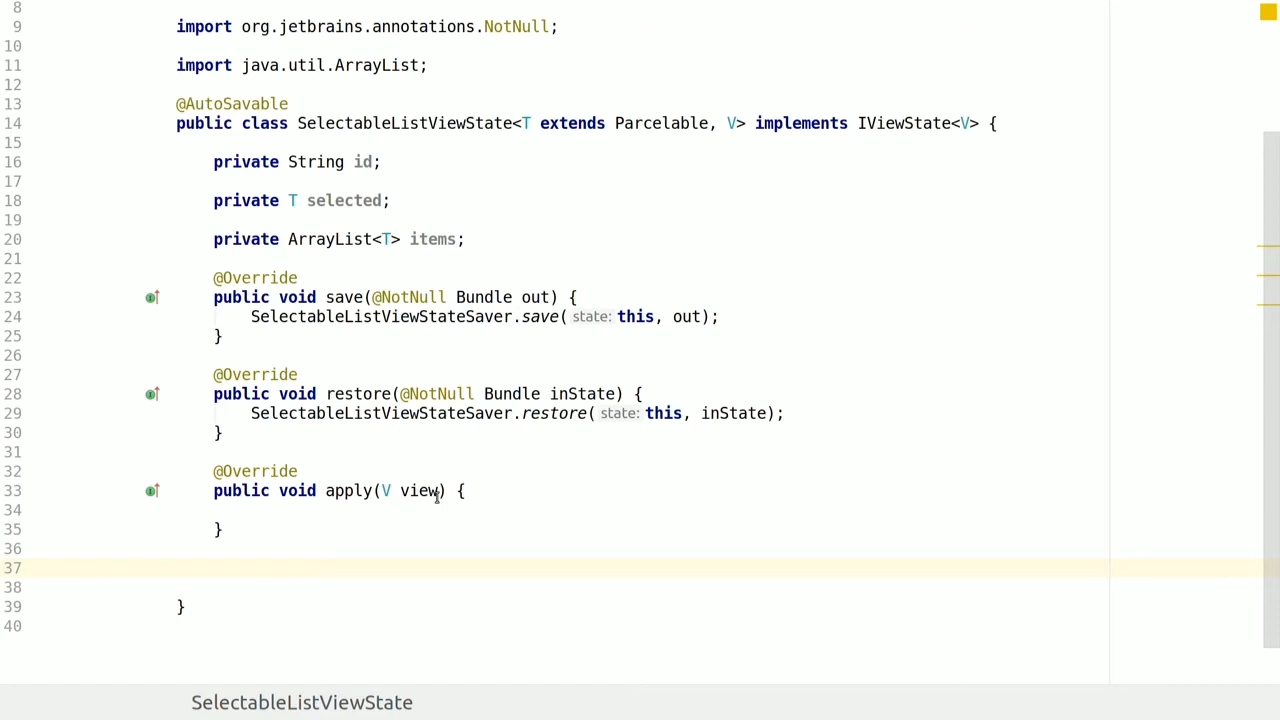 8
9 import org.jetbrains.annotations.NotNull;
10
11 import java.util.ArrayList;
12
13 @AutoSavable
14 public class SelectableListViewState<T extends Parcelable, V> implements IViewState<V> {
15
16 private String id;
17
18 private T selected;
19
20 private ArrayList<T> items;
21
22 @Override
23 public void save(@NotNull Bundle out) {
24 SelectableListViewStateSaver.save( state: this, out);
25 }
26
27 @Override
28 public void restore(@NotNull Bundle inState) {
29 SelectableListViewStateSaver.restore( state: this, inState);
30 }
31
32 @Override
33 public void apply(V view) {
34
35 }
36
37
38
39 }
40
SelectableListViewState